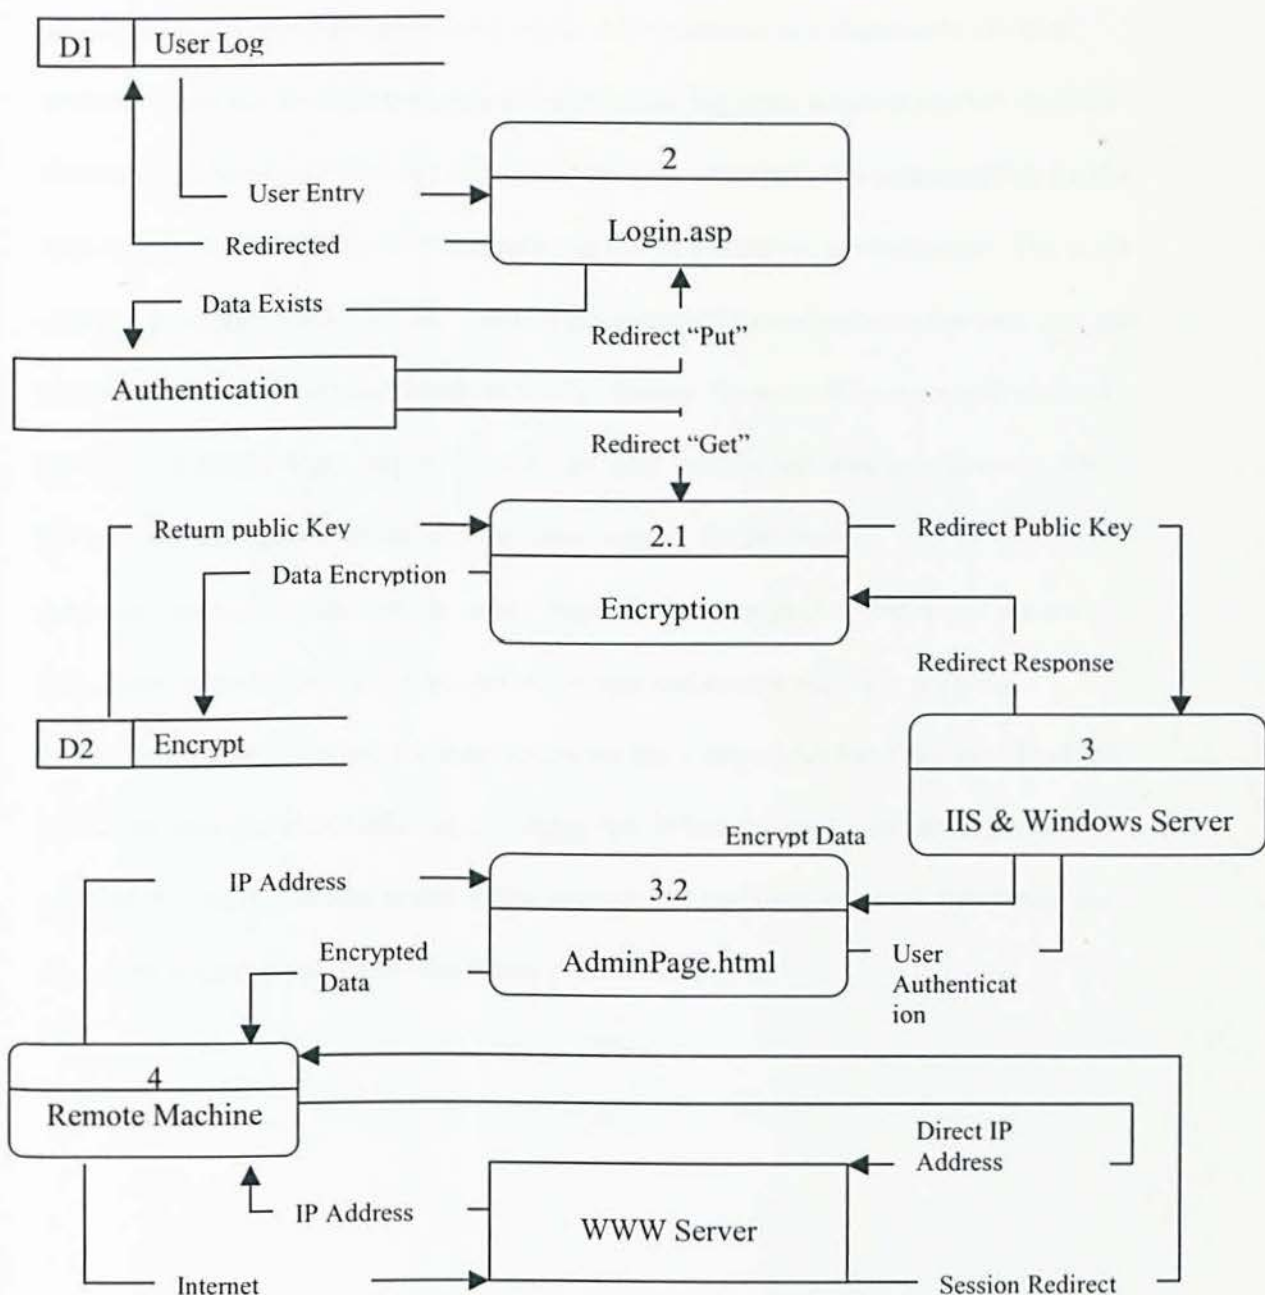 D1 User Log
2
User Entry
Login.asp
Redirected
Data Exists
Redirect “Put”
Authentication
Redirect “Get”
Return public Key
2.1
Redirect Public Key
Data Encryption
Encryption
Redirect Response
D2 Encrypt
3
IIS & Windows Server
Encrypt Data
IP Address
3.2
Encrypted
Data
AdminPage.html
User
Authenticat
ion
4
Remote Machine
Direct IP
Address
IP Address
WWW Server
Internet
Session Redirect